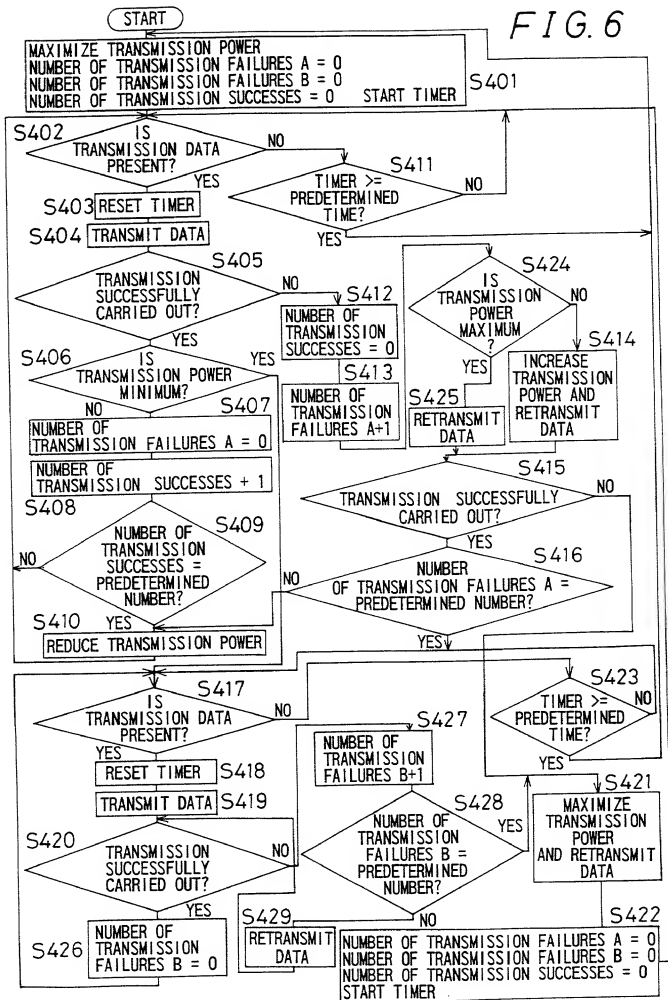 START
FIG. 6
MAXIMIZE TRANSMISSION POWER
NUMBER OF TRANSMISSION FAILURES A = 0
NUMBER OF TRANSMISSION FAILURES B = 0
NUMBER OF TRANSMISSION SUCCESSES = 0 START TIMER
S401
S402
IS
TRANSMISSION DATA
PRESENT?
NO
YES
S411
TIMER >=
PREDETERMINED
TIME?
NO
YES
S403
RESET TIMER
S404
TRANSMIT DATA
S405
TRANSMISSION
SUCCESSFULLY
CARRIED OUT?
NO
YES
S412
NUMBER OF
TRANSMISSION
SUCCESSES = 0
S413
NUMBER OF
TRANSMISSION
FAILURES A+1
S424
IS
TRANSMISSION
POWER
MAXIMUM
?
NO
YES
S414
INCREASE
TRANSMISSION
POWER AND
RETRANSMIT
DATA
S425
RETRANSMIT
DATA
S406
IS
TRANSMISSION POWER
MINIMUM?
YES
NO
S407
NUMBER OF
TRANSMISSION FAILURES A = 0
NUMBER OF
TRANSMISSION SUCCESSES + 1
S408
S409
NUMBER OF
TRANSMISSION
SUCCESSES =
PREDETERMINED
NUMBER?
NO
YES
S415
TRANSMISSION SUCCESSFULLY
CARRIED OUT?
NO
YES
S416
NUMBER
OF TRANSMISSION FAILURES A =
PREDETERMINED NUMBER?
NO
YES
S410
REDUCE TRANSMISSION POWER
S417
IS
TRANSMISSION DATA
PRESENT?
NO
YES
S423
TIMER >=
PREDETERMINED
TIME?
NO
YES
RESET TIMER
S418
TRANSMIT DATA
S419
S420
TRANSMISSION
SUCCESSFULLY
CARRIED OUT?
NO
YES
S427
NUMBER OF
TRANSMISSION
FAILURES B+1
S428
NUMBER OF
TRANSMISSION
FAILURES B =
PREDETERMINED
NUMBER?
YES
NO
S421
MAXIMIZE
TRANSMISSION
POWER
AND RETRANSMIT
DATA
S426
NUMBER OF
TRANSMISSION
FAILURES B = 0
S429
RETRANSMIT
DATA
S422
NUMBER OF TRANSMISSION FAILURES A = 0
NUMBER OF TRANSMISSION FAILURES B = 0
NUMBER OF TRANSMISSION SUCCESSES = 0
START TIMER